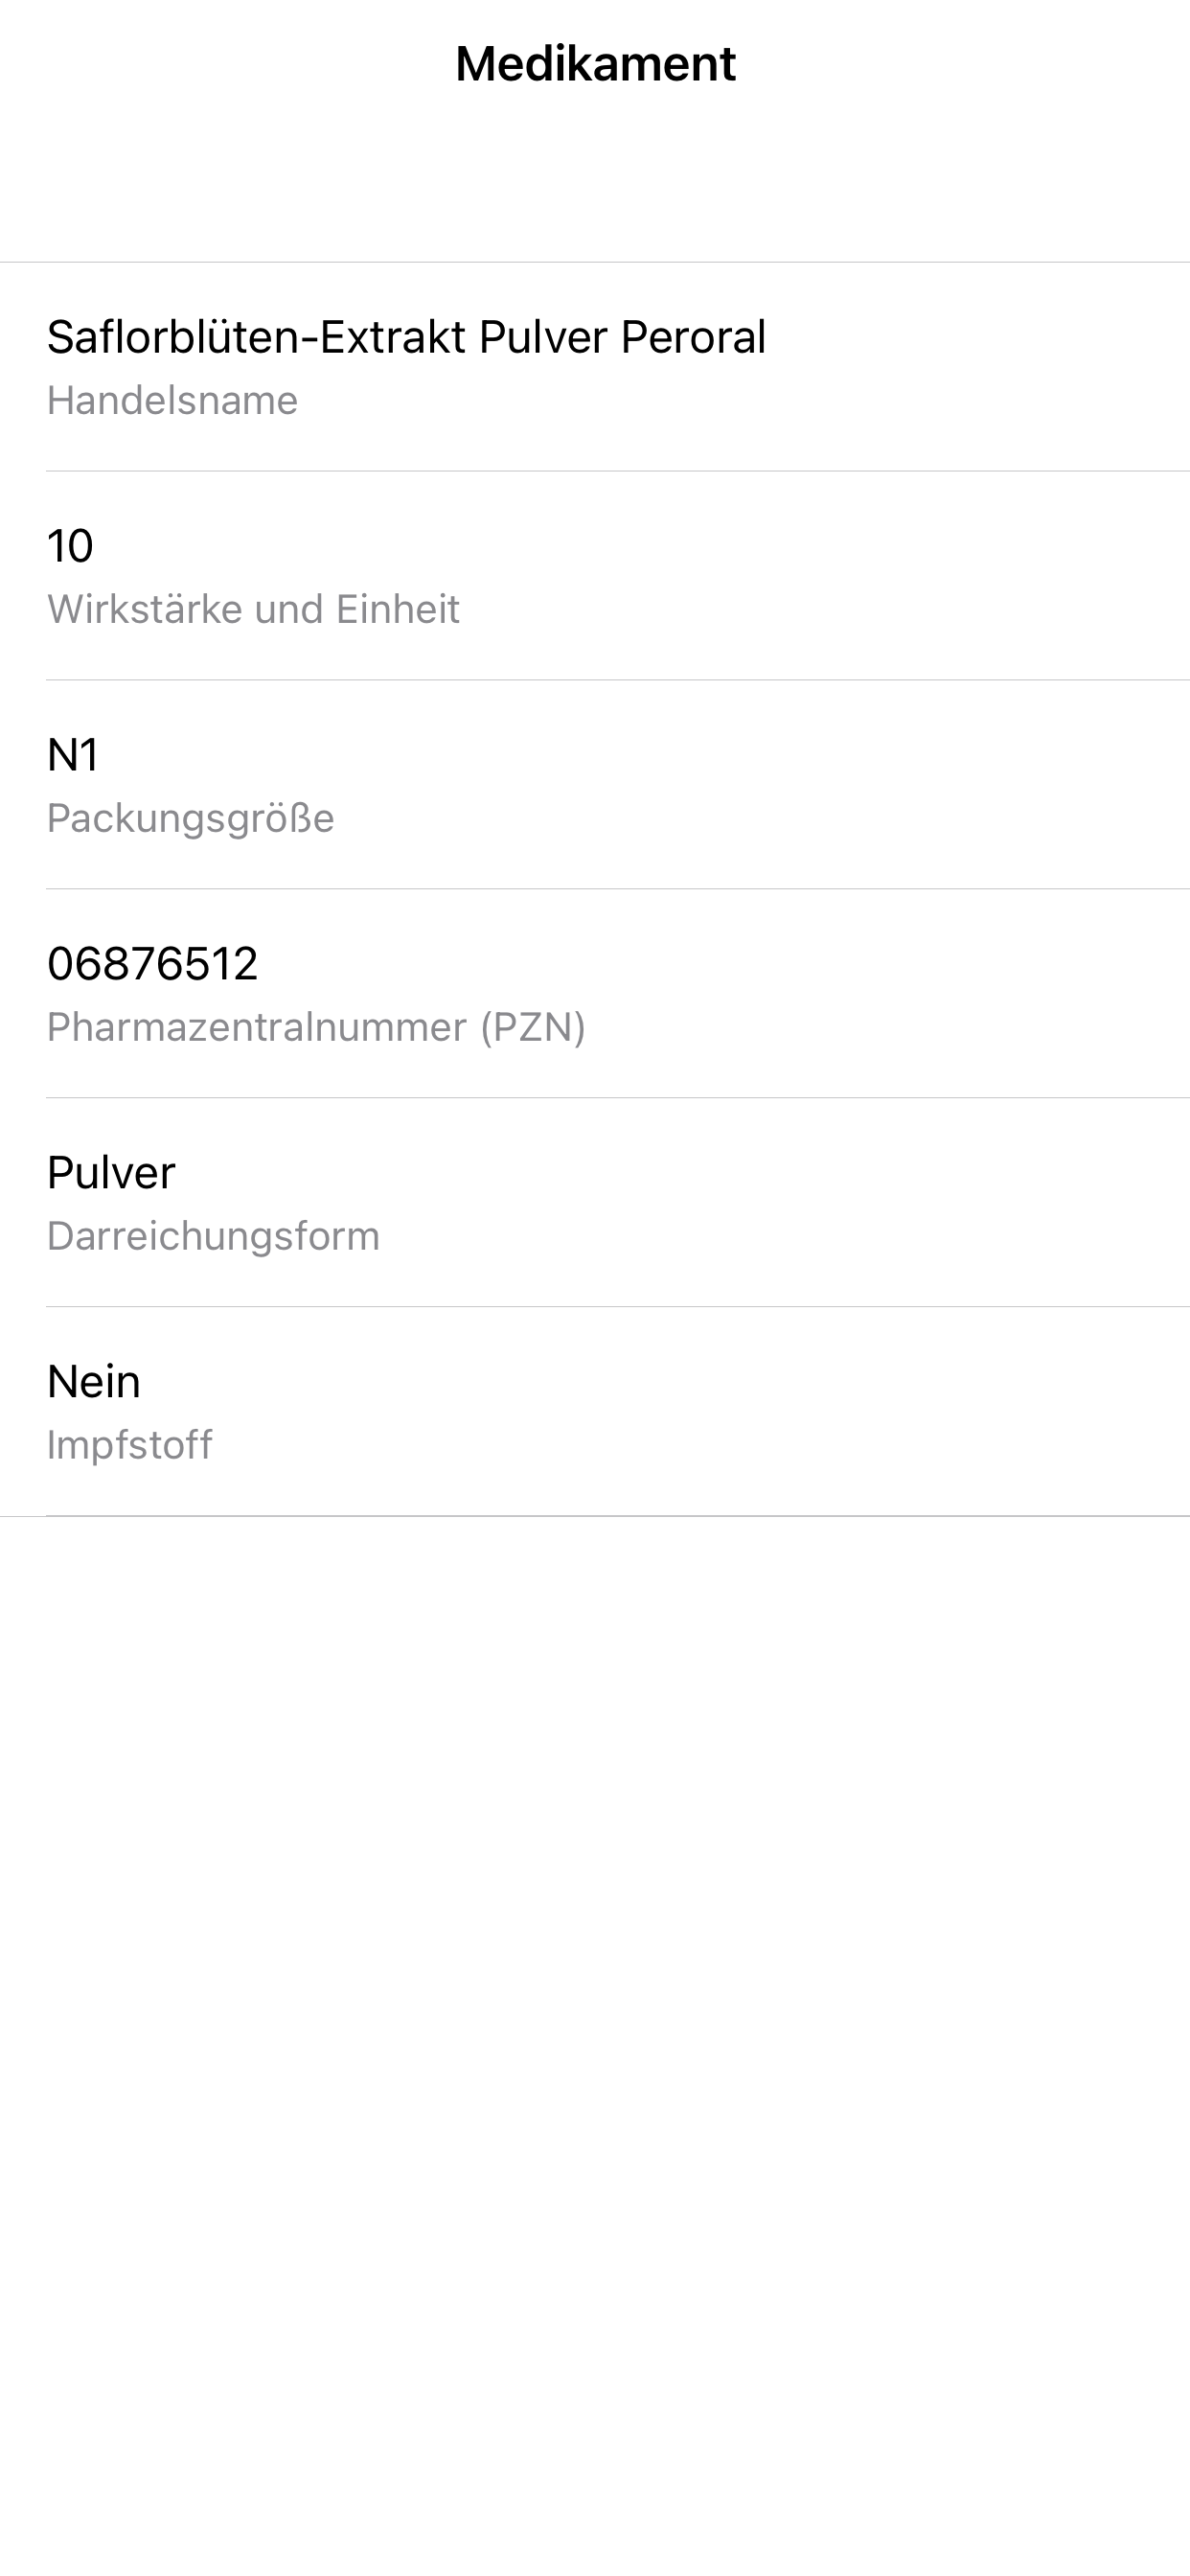 Medikament
Saflorblüten-Extrakt Pulver Peroral
Handelsname
10
Wirkstärke und Einheit
N1
Packungsgröße
06876512
Pharmazentralnummer (PZN)
Pulver
Darreichungsform
Nein
Impfstoff